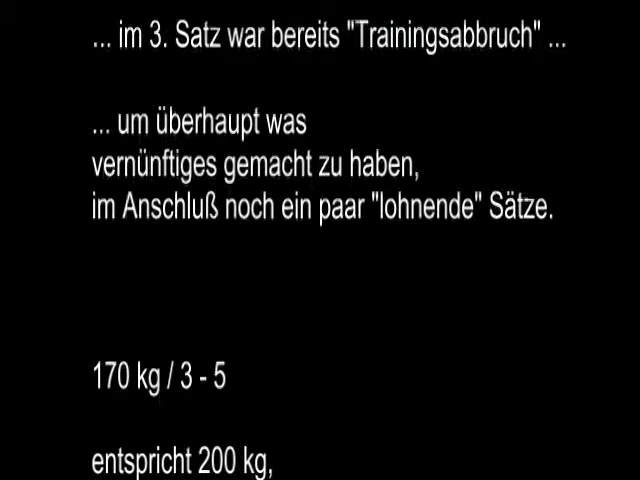 ... im 3. Satz war bereits "Trainingsabbruch" ...
... um überhaupt was
vernünftiges gemacht zu haben,
im Anschluß noch ein paar "lohnende" Sätze.
170 kg / 3 - 5
entspricht 200 kg,